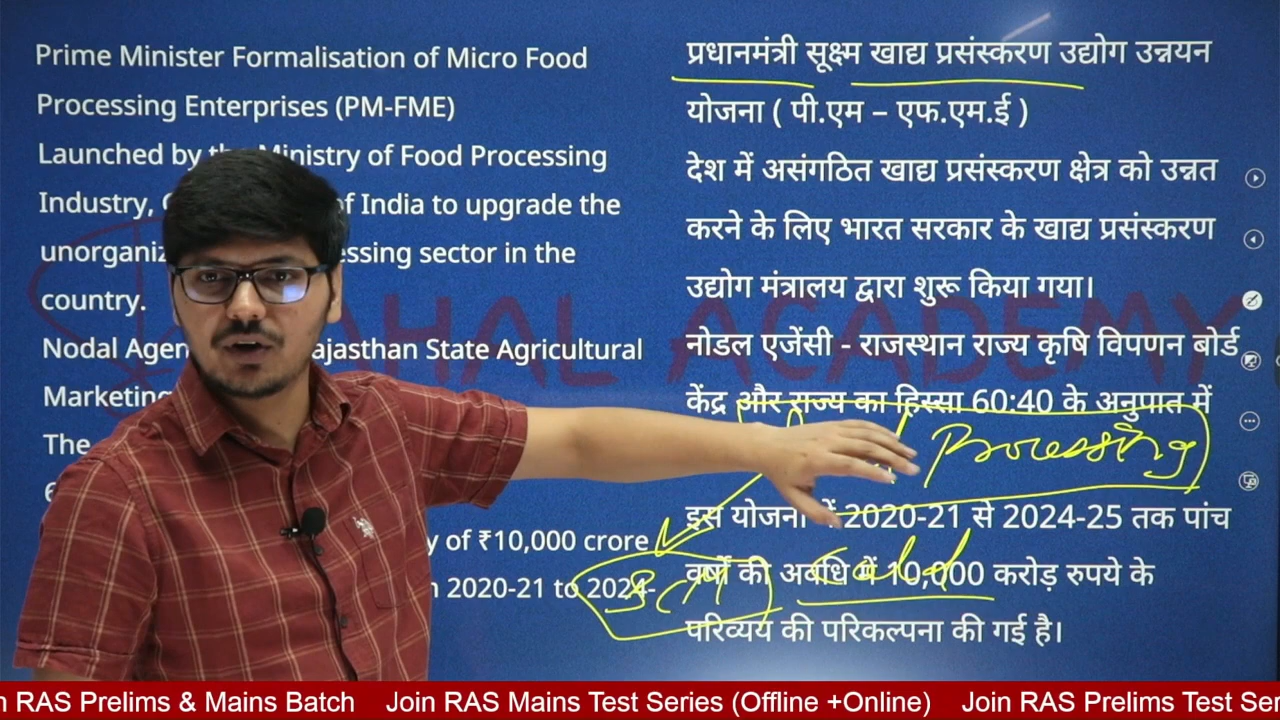 Prime Minister Formalisation of Micro Food
Processing Enterprises (PM-FME)
Launched by the Ministry of Food Processing
Industry, of India to upgrade the
essing sector in the
country.
Nodal Rajasthan State Agricultural
Marketing
The
y of ₹10,000 crore
2020-21 to 2024-
प्रधानमंत्री सूक्ष्म खाद्य प्रसंस्करण उद्योग उन्नयन
योजना ( पी.एम – एफ.एम.ई )
देश में असंगठित खाद्य प्रसंस्करण क्षेत्र को उन्नत
करने के लिए भारत सरकार के खाद्य प्रसंस्करण
उद्योग मंत्रालय द्वारा शुरू किया गया।
नोडल एजेंसी - राजस्थान राज्य कृषि विपणन बोर्ड
केंद्र और राज्य का हिस्सा 60:40 के अनुपात में
Processing
इस योजना में 2020-21 से 2024-25 तक पांच
वर्षों की अवधि में 10,000 करोड़ रुपये के
परिव्यय की परिकल्पना की गई है।
SCM
Cold
ACADEMY
n RAS Prelims & Mains Batch Join RAS Mains Test Series (Offline +Online) Join RAS Prelims Test Ser